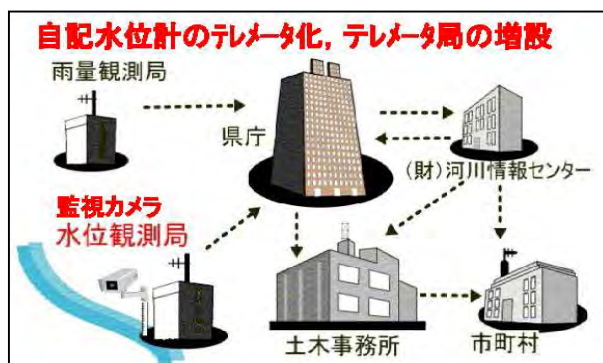 自記水位計のテレメータ化，テレメータ局の増設
雨量観測局
県庁
(財)河川情報センター
監視カメラ
水位観測局
土木事務所
市町村